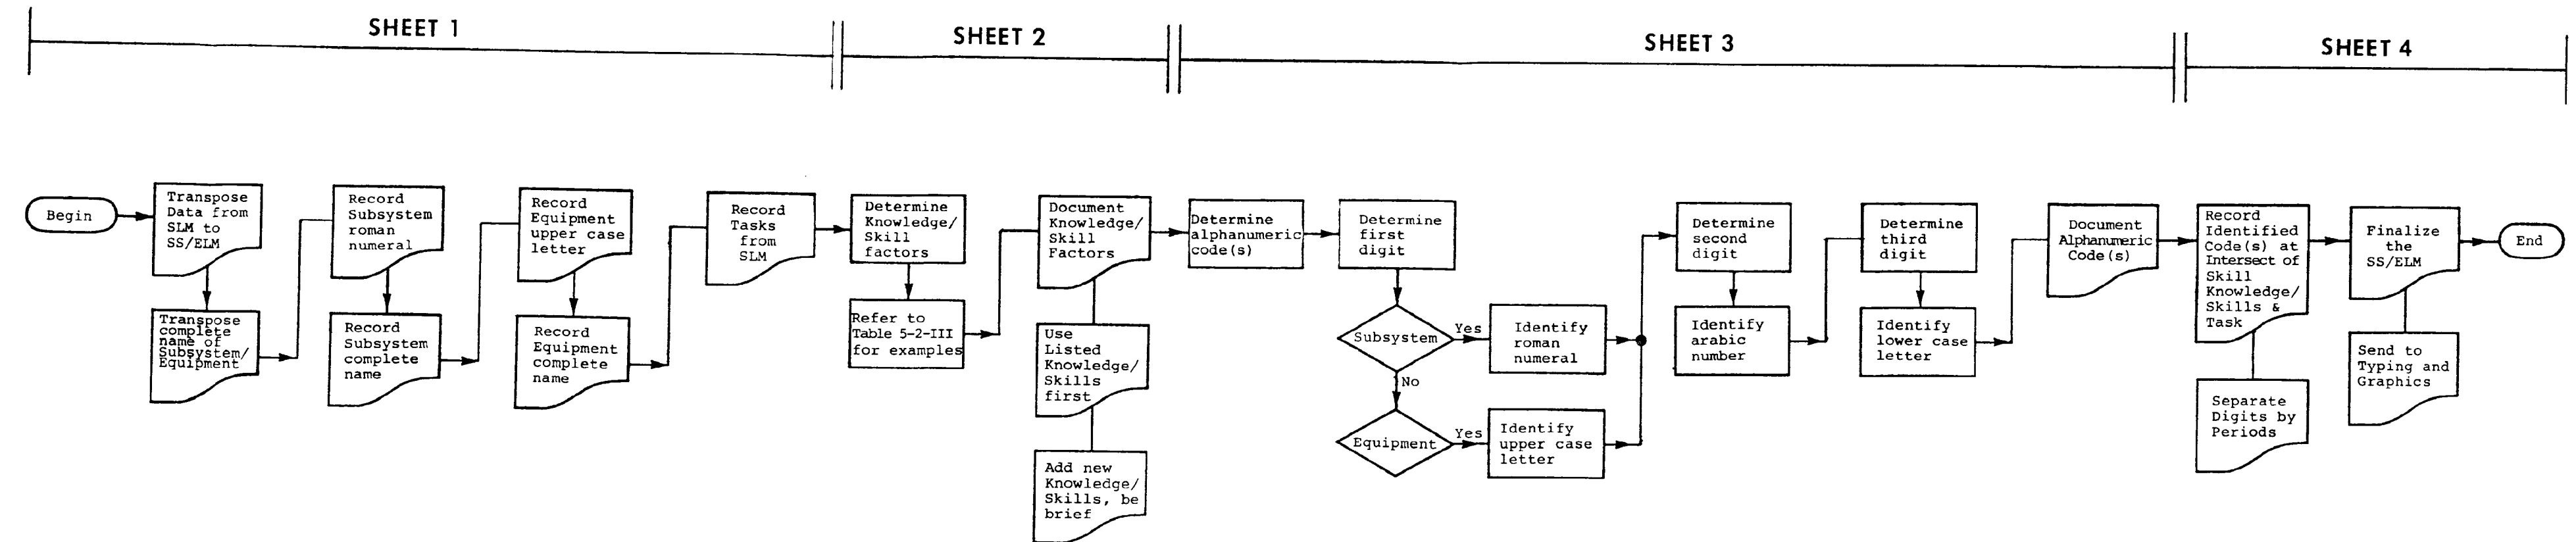 SHEET 1
SHEET 2
SHEET 3
SHEET 4
Begin
Transpose
Data from
SLM to
SS/ELM
Transpose
complete
name of
Subsystem/
Equipment
Record
Subsystem
roman
numeral
Record
Subsystem
complete
name
Record
Equipment
upper case
letter
Record
Equipment
complete
name
Record
Tasks
from
SLM
Determine
Knowledge/
Skill
factors
Refer to
Table 5-2-III
for examples
Document
Knowledge/
Skill
Factors
Use
Listed
Knowledge/
Skills
first
Add new
Knowledge/
Skills, be
brief
Determine
alphanumeric
code(s)
Determine
first
digit
Subsystem
Yes
Identify
roman
numeral
No
Equipment
Yes
Identify
upper case
letter
Determine
second
digit
Identify
arabic
number
Determine
third
digit
Identify
lower case
letter
Document
Alphanumeric
Code(s)
Record
Identified
Code(s) at
Intersect of
Skill
Knowledge/
Skills &
Task
Separate
Digits by
Periods
Finalize
the
SS/ELM
Send to
Typing and
Graphics
End